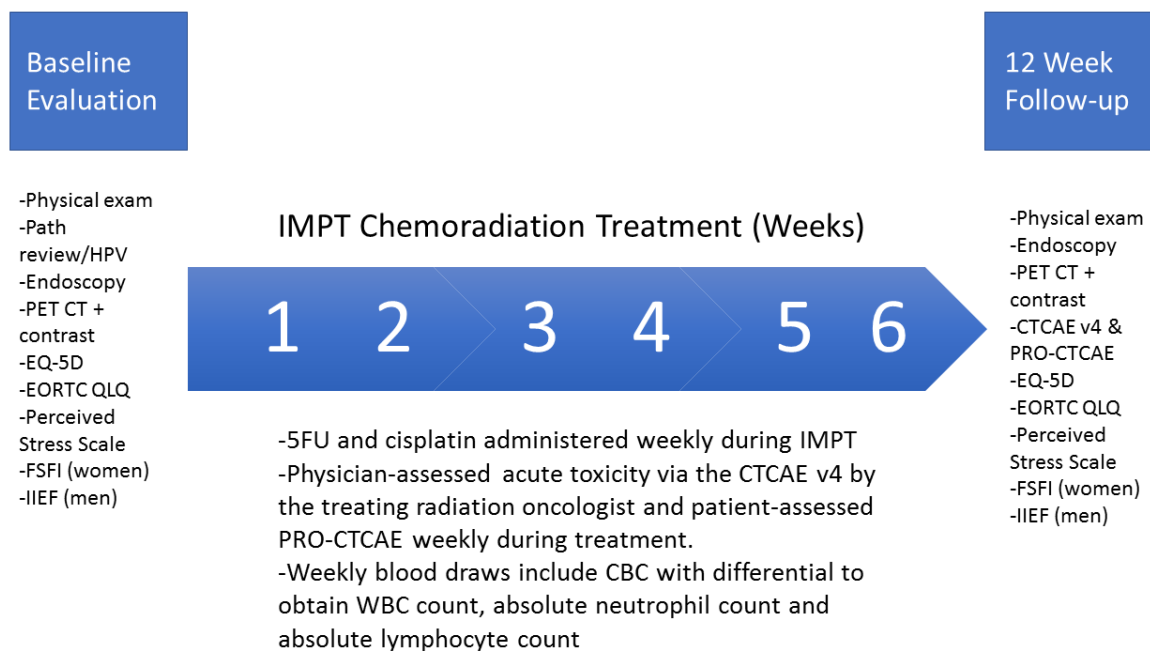 Baseline
Evaluation
-Physical exam
-Path
review/HPV
-Endoscopy
-PET CT +
contrast
-EQ-5D
-EORTC QLQ
-Perceived
Stress Scale
-FSFI (women)
-IIEF (men)
IMPT Chemoradiation Treatment (Weeks)
1 2 3 4 5 6
-5FU and cisplatin administered weekly during IMPT
-Physician-assessed acute toxicity via the CTCAE v4 by
the treating radiation oncologist and patient-assessed
PRO-CTCAE weekly during treatment.
-Weekly blood draws include CBC with differential to
obtain WBC count, absolute neutrophil count and
absolute lymphocyte count
12 Week
Follow-up
-Physical exam
-Endoscopy
-PET CT +
contrast
-CTCAE v4 &
PRO-CTCAE
-EQ-5D
-EORTC QLQ
-Perceived
Stress Scale
-FSFI (women)
-IIEF (men)